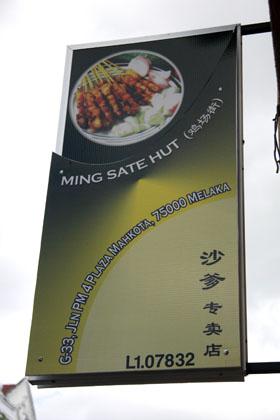 MING SATE HUT (鸡场街)
G-33, JLN PM 4 PLAZA MAHKOTA, 75000 MELAKA
沙爹专卖店
L1.07832